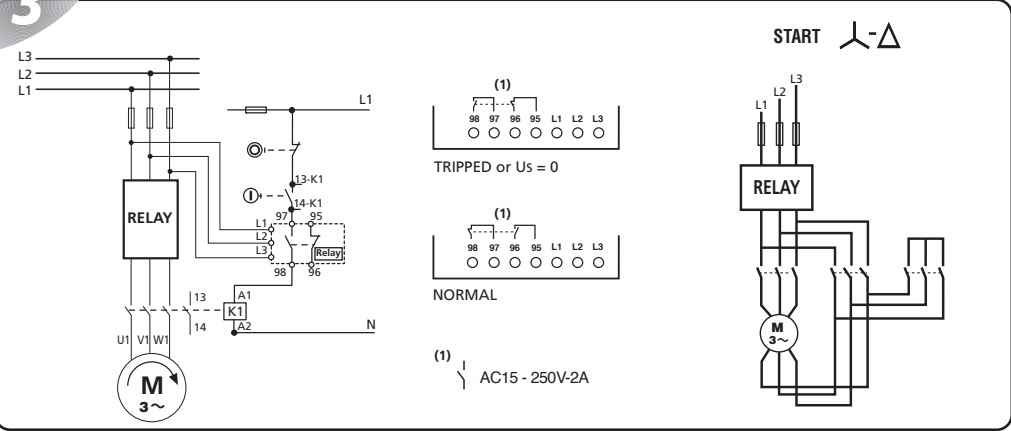 3
L3
L2
L1
RELAY
U1 V1 W1
M
3~
13
14
L1
13-K1
14-K1
97 95
L1
L2
L3
Relay
98 96
A1
K1
A2
N
(1)
98 97 96 95 L1 L2 L3
TRIPPED or Us = 0
(1)
98 97 96 95 L1 L2 L3
NORMAL
(1)
AC15 - 250V-2A
START -
L1 L2 L3
RELAY
M
3~